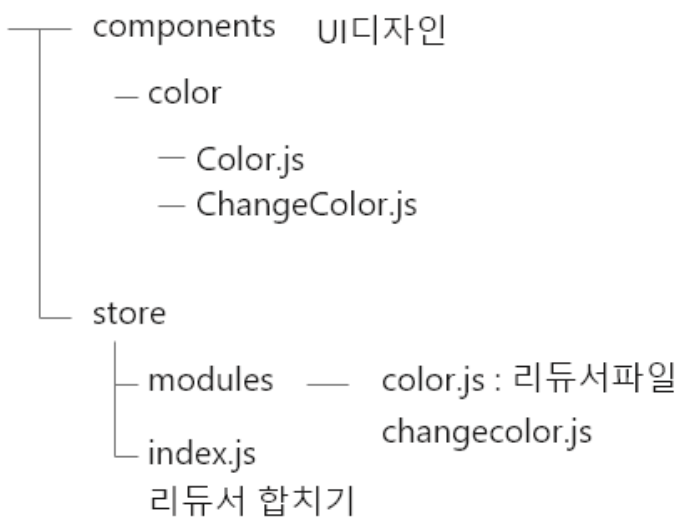 components UI디자인
color
Color.js
ChangeColor.js
store
modules color.js : 리듀서파일
changecolor.js
index.js
리듀서 합치기